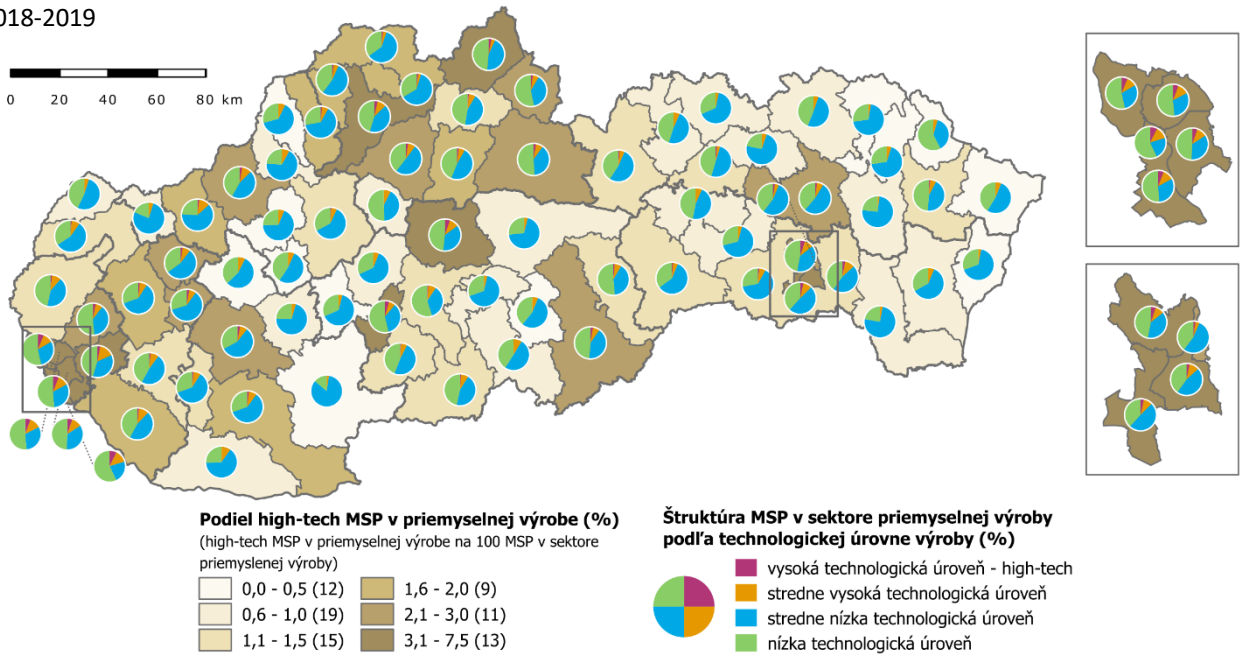 018-2019
0 20 40 60 80 km
Podiel high-tech MSP v priemyselnej výrobe (%)
(high-tech MSP v priemyselnej výrobe na 100 MSP v sektore
priemyslenej výroby)
0,0 - 0,5 (12)
0,6 - 1,0 (19)
1,1 - 1,5 (15)
1,6 - 2,0 (9)
2,1 - 3,0 (11)
3,1 - 7,5 (13)
Štruktúra MSP v sektore priemyselnej výroby
podľa technologickej úrovne výroby (%)
vysoká technologická úroveň - high-tech
stredne vysoká technologická úroveň
stredne nízka technologická úroveň
nízka technologická úroveň